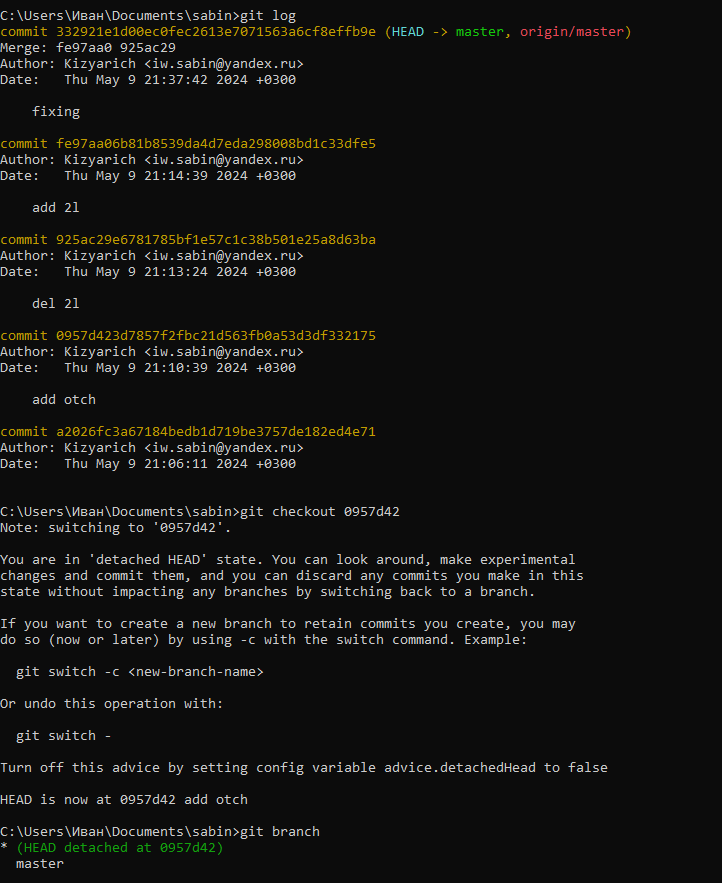 C:\Users\Иван\Documents\sabin>git log
commit 332921e1d00ec0fec2613e7071563a6cf8effb9e (HEAD -> master, origin/master)
Merge: fe97aa0 925ac29
Author: Kizyarich <iw.sabin@yandex.ru>
Date:   Thu May 9 21:37:42 2024 +0300
    fixing
commit fe97aa06b81b8539da4d7eda298008bd1c33dfe5
Author: Kizyarich <iw.sabin@yandex.ru>
Date:   Thu May 9 21:14:39 2024 +0300
    add 2l
commit 925ac29e6781785bf1e57c1c38b501e25a8d63ba
Author: Kizyarich <iw.sabin@yandex.ru>
Date:   Thu May 9 21:13:24 2024 +0300
    del 2l
commit 0957d423d7857f2fbc21d563fb0a53d3df332175
Author: Kizyarich <iw.sabin@yandex.ru>
Date:   Thu May 9 21:10:39 2024 +0300
    add otch
commit a2026fc3a67184bedb1d719be3757de182ed4e71
Author: Kizyarich <iw.sabin@yandex.ru>
Date:   Thu May 9 21:06:11 2024 +0300
C:\Users\Иван\Documents\sabin>git checkout 0957d42
Note: switching to '0957d42'.
You are in 'detached HEAD' state. You can look around, make experimental
changes and commit them, and you can discard any commits you make in this
state without impacting any branches by switching back to a branch.
If you want to create a new branch to retain commits you create, you may
do so (now or later) by using -c with the switch command. Example:
  git switch -c <new-branch-name>
Or undo this operation with:
  git switch -
Turn off this advice by setting config variable advice.detachedHead to false
HEAD is now at 0957d42 add otch
C:\Users\Иван\Documents\sabin>git branch
* (HEAD detached at 0957d42)
  master